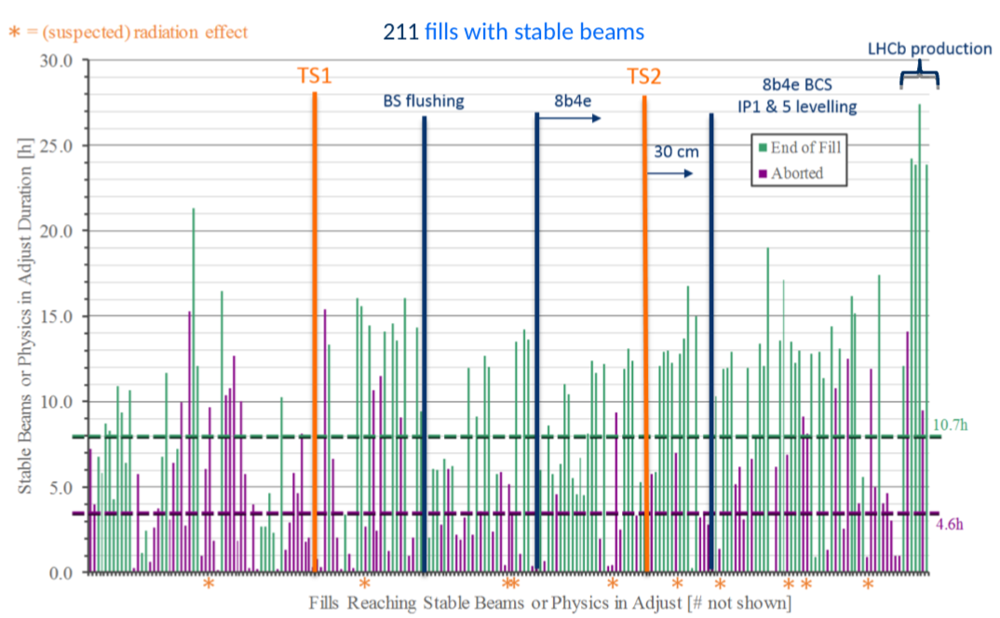 * = (suspected) radiation effect
211 fills with stable beams
LHCb production
30.0
TS1
TS2
BS flushing
8b4e
8b4e BCS
IP1 & 5 levelling
25.0
30 cm
End of Fill
Aborted
20.0
15.0
10.0
10.7h
5.0
4.6h
0.0
* * ** * * * * * *
Stable Beams or Physics in Adjust Duration [h]
Fills Reaching Stable Beams or Physics in Adjust [# not shown]